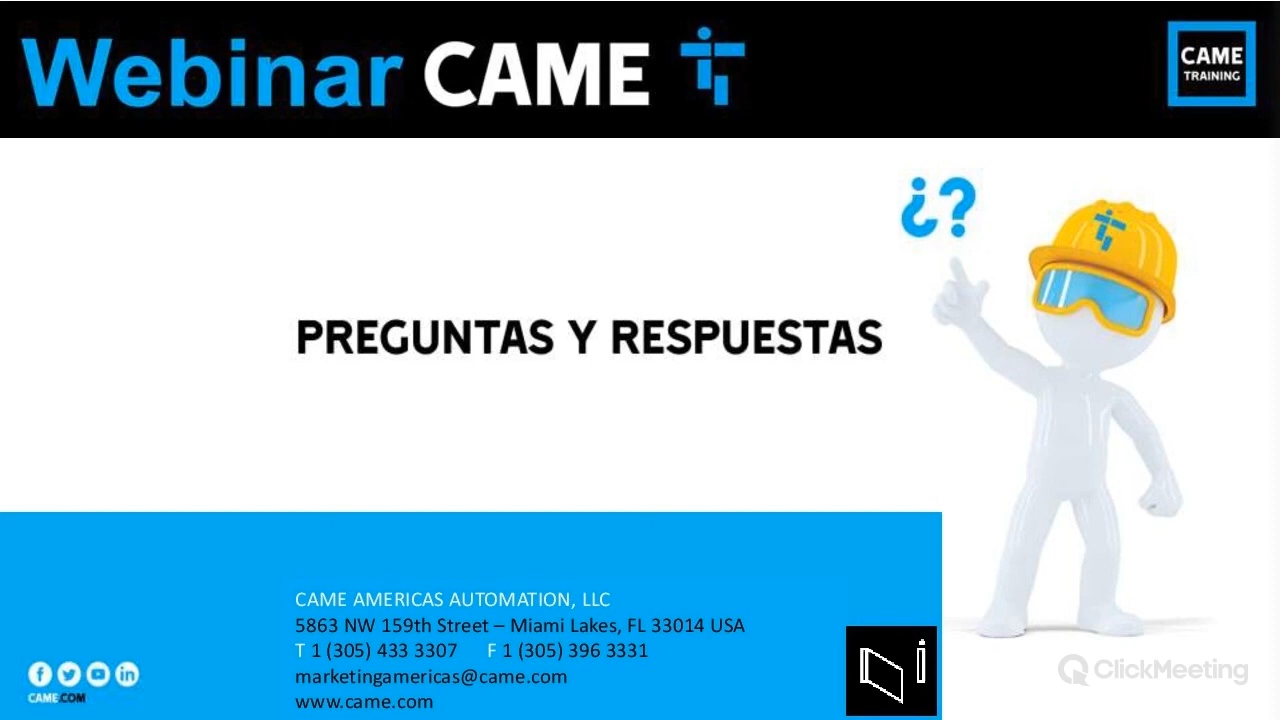 Webinar CAME
CAME
TRAINING
¿?
PREGUNTAS Y RESPUESTAS
CAME AMERICAS AUTOMATION, LLC
5863 NW 159th Street – Miami Lakes, FL 33014 USA
T 1 (305) 433 3307 F 1 (305) 396 3331
marketingamericas@came.com
www.came.com
CAME.COM
ClickMeeting